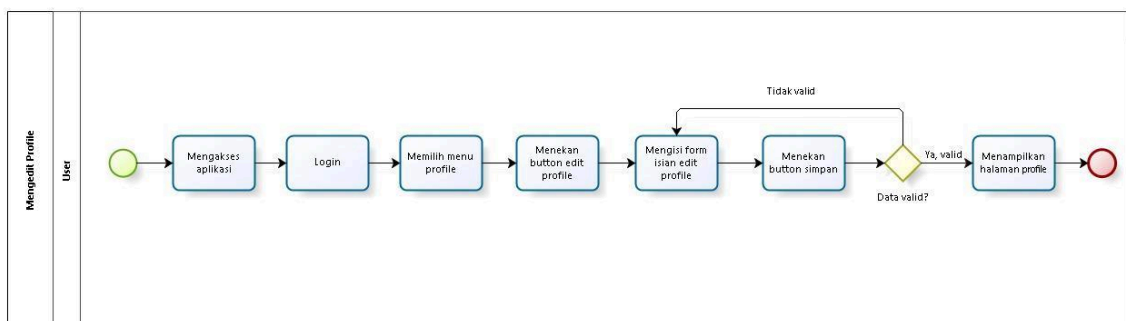 Mengedit Profile
User
Mengakses
aplikasi
Login
Memilih menu
profile
Menekan
button edit
profile
Mengisi form
isian edit
profile
Menekan
button simpan
Tidak valid
Data valid?
Ya, valid
Menampilkan
halaman profile